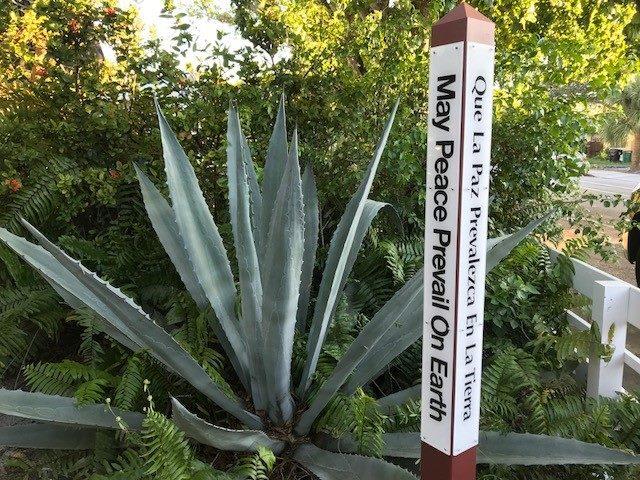 May Peace Prevail On Earth
Que La Paz Prevalezca En La Tierra